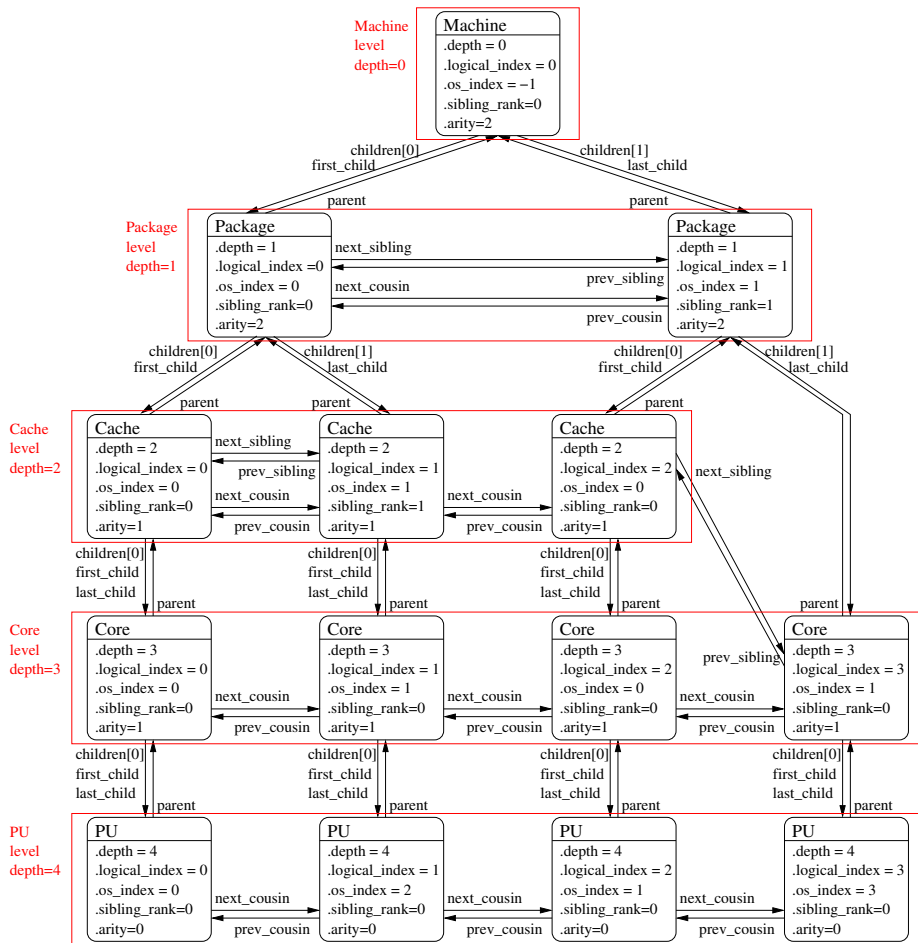 Machine
level
depth=0
Machine
.depth = 0
.logical_index = 0
.os_index = −1
.sibling_rank=0
.arity=2
children[0]
first_child
parent
children[1]
last_child
parent
Package
level
depth=1
Package
.depth = 1
.logical_index =0
.os_index = 0
.sibling_rank=0
.arity=2
next_sibling
prev_sibling
next_cousin
prev_cousin
Package
.depth = 1
.logical_index = 1
.os_index = 1
.sibling_rank=1
.arity=2
children[0]
first_child
parent
children[1]
last_child
parent
children[0]
first_child
parent
children[1]
last_child
Cache
level
depth=2
Cache
.depth = 2
.logical_index = 0
.os_index = 0
.sibling_rank=0
.arity=1
next_sibling
prev_sibling
next_cousin
prev_cousin
Cache
.depth = 2
.logical_index = 1
.os_index = 1
.sibling_rank=1
.arity=1
next_cousin
prev_cousin
Cache
.depth = 2
.logical_index = 2
.os_index = 0
.sibling_rank=0
.arity=1
next_sibling
prev_sibling
children[0]
first_child
last_child
parent
children[0]
first_child
last_child
parent
children[0]
first_child
last_child
parent
parent
Core
level
depth=3
Core
.depth = 3
.logical_index = 0
.os_index = 0
.sibling_rank=0
.arity=1
next_cousin
prev_cousin
Core
.depth = 3
.logical_index = 1
.os_index = 1
.sibling_rank=0
.arity=1
next_cousin
prev_cousin
Core
.depth = 3
.logical_index = 2
.os_index = 0
.sibling_rank=0
.arity=1
next_cousin
prev_cousin
Core
.depth = 3
.logical_index = 3
.os_index = 1
.sibling_rank=0
.arity=1
children[0]
first_child
last_child
parent
children[0]
first_child
last_child
parent
children[0]
first_child
last_child
parent
children[0]
first_child
last_child
parent
PU
level
depth=4
PU
.depth = 4
.logical_index = 0
.os_index = 0
.sibling_rank=0
.arity=0
next_cousin
prev_cousin
PU
.depth = 4
.logical_index = 1
.os_index = 2
.sibling_rank=0
.arity=0
next_cousin
prev_cousin
PU
.depth = 4
.logical_index = 2
.os_index = 1
.sibling_rank=0
.arity=0
next_cousin
prev_cousin
PU
.depth = 4
.logical_index = 3
.os_index = 3
.sibling_rank=0
.arity=0